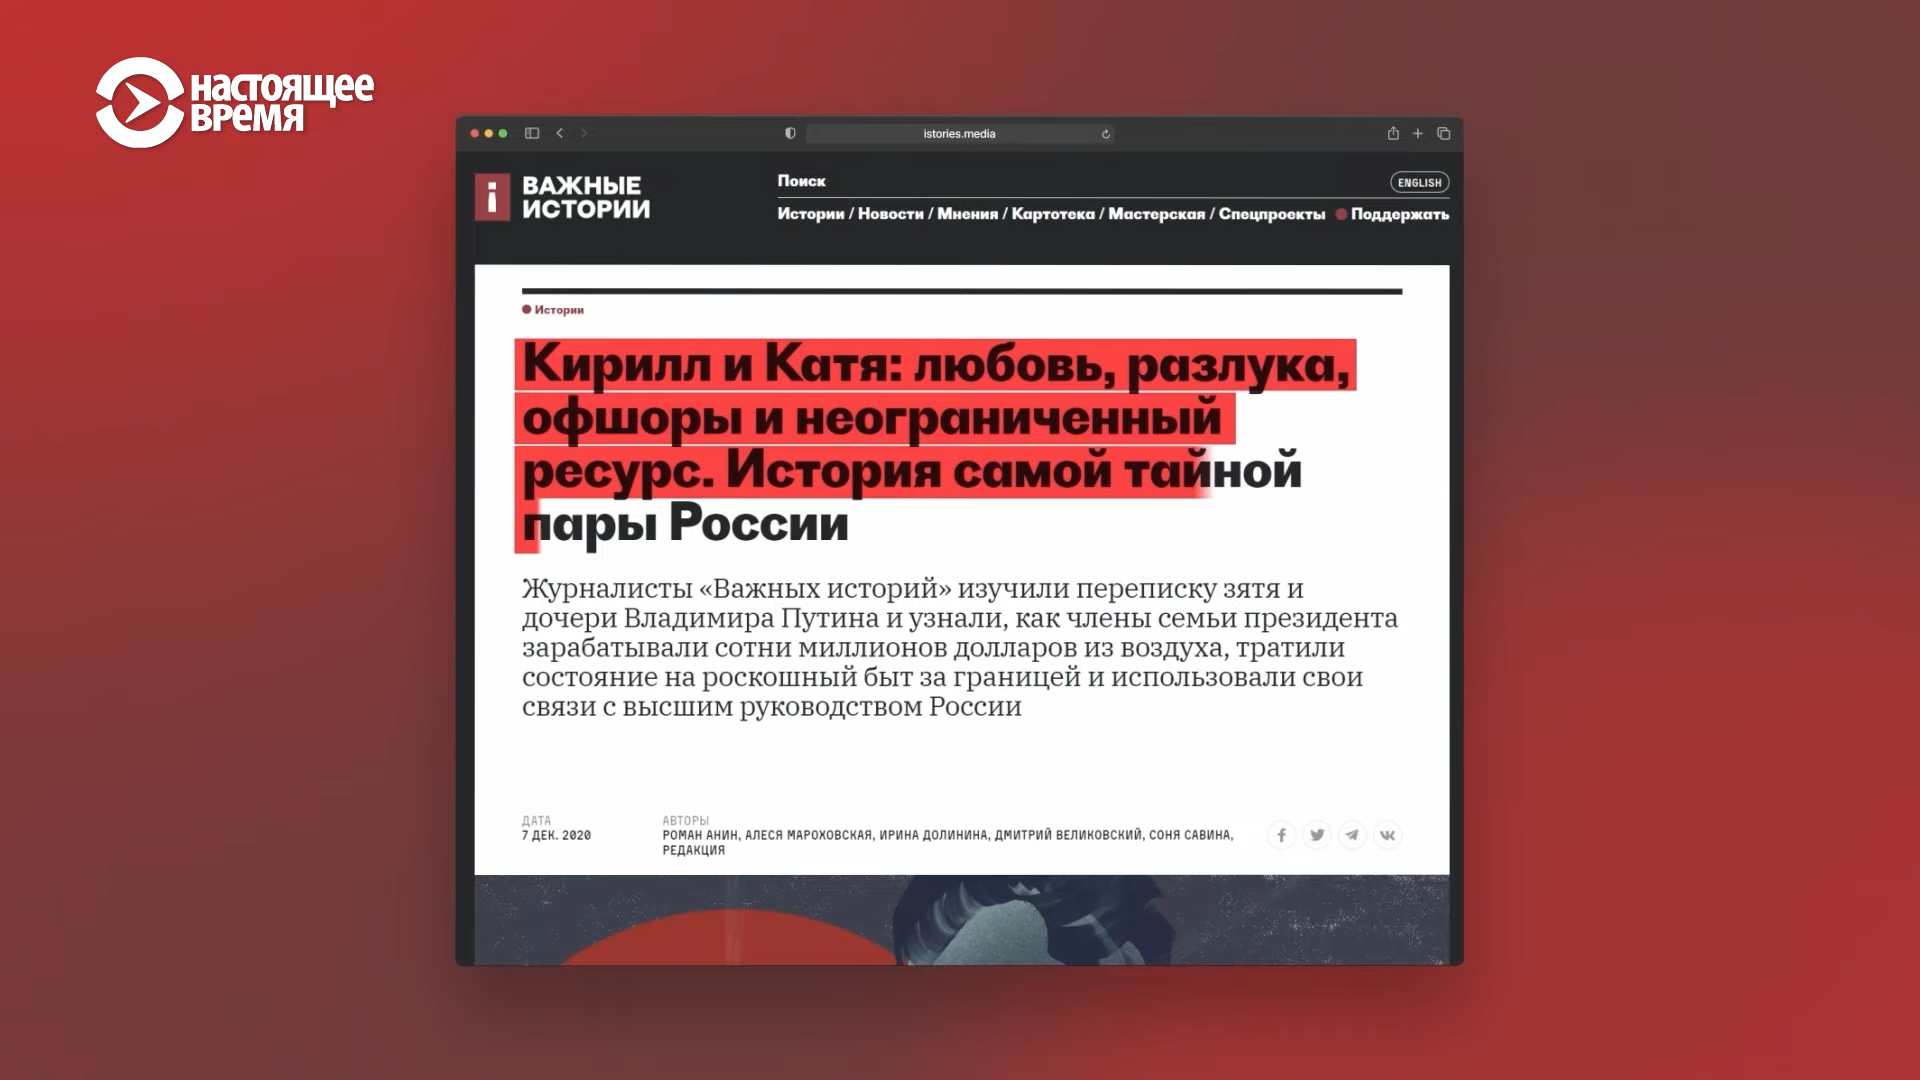 настоящее
время
istories.media
ВАЖНЫЕ
ИСТОРИИ
Поиск
ENGLISH
Истории / Новости / Мнения / Картотека / Мастерская / Спецпроекты
Поддержать
Истории
Кирилл и Катя: любовь, разлука,
офшоры и неограниченный
ресурс. История самой тайной
пары России
Журналисты «Важных историй» изучили переписку зятя и
дочери Владимира Путина и узнали, как члены семьи президента
зарабатывали сотни миллионов долларов из воздуха, тратили
состояние на роскошный быт за границей и использовали свои
связи с высшим руководством России
ДАТА
7 ДЕК. 2020
АВТОРЫ
РОМАН АНИН, АЛЕСЯ МАРОХОВСКАЯ, ИРИНА ДОЛИНИНА, ДМИТРИЙ ВЕЛИКОВСКИЙ, СОНЯ САВИНА,
РЕДАКЦИЯ